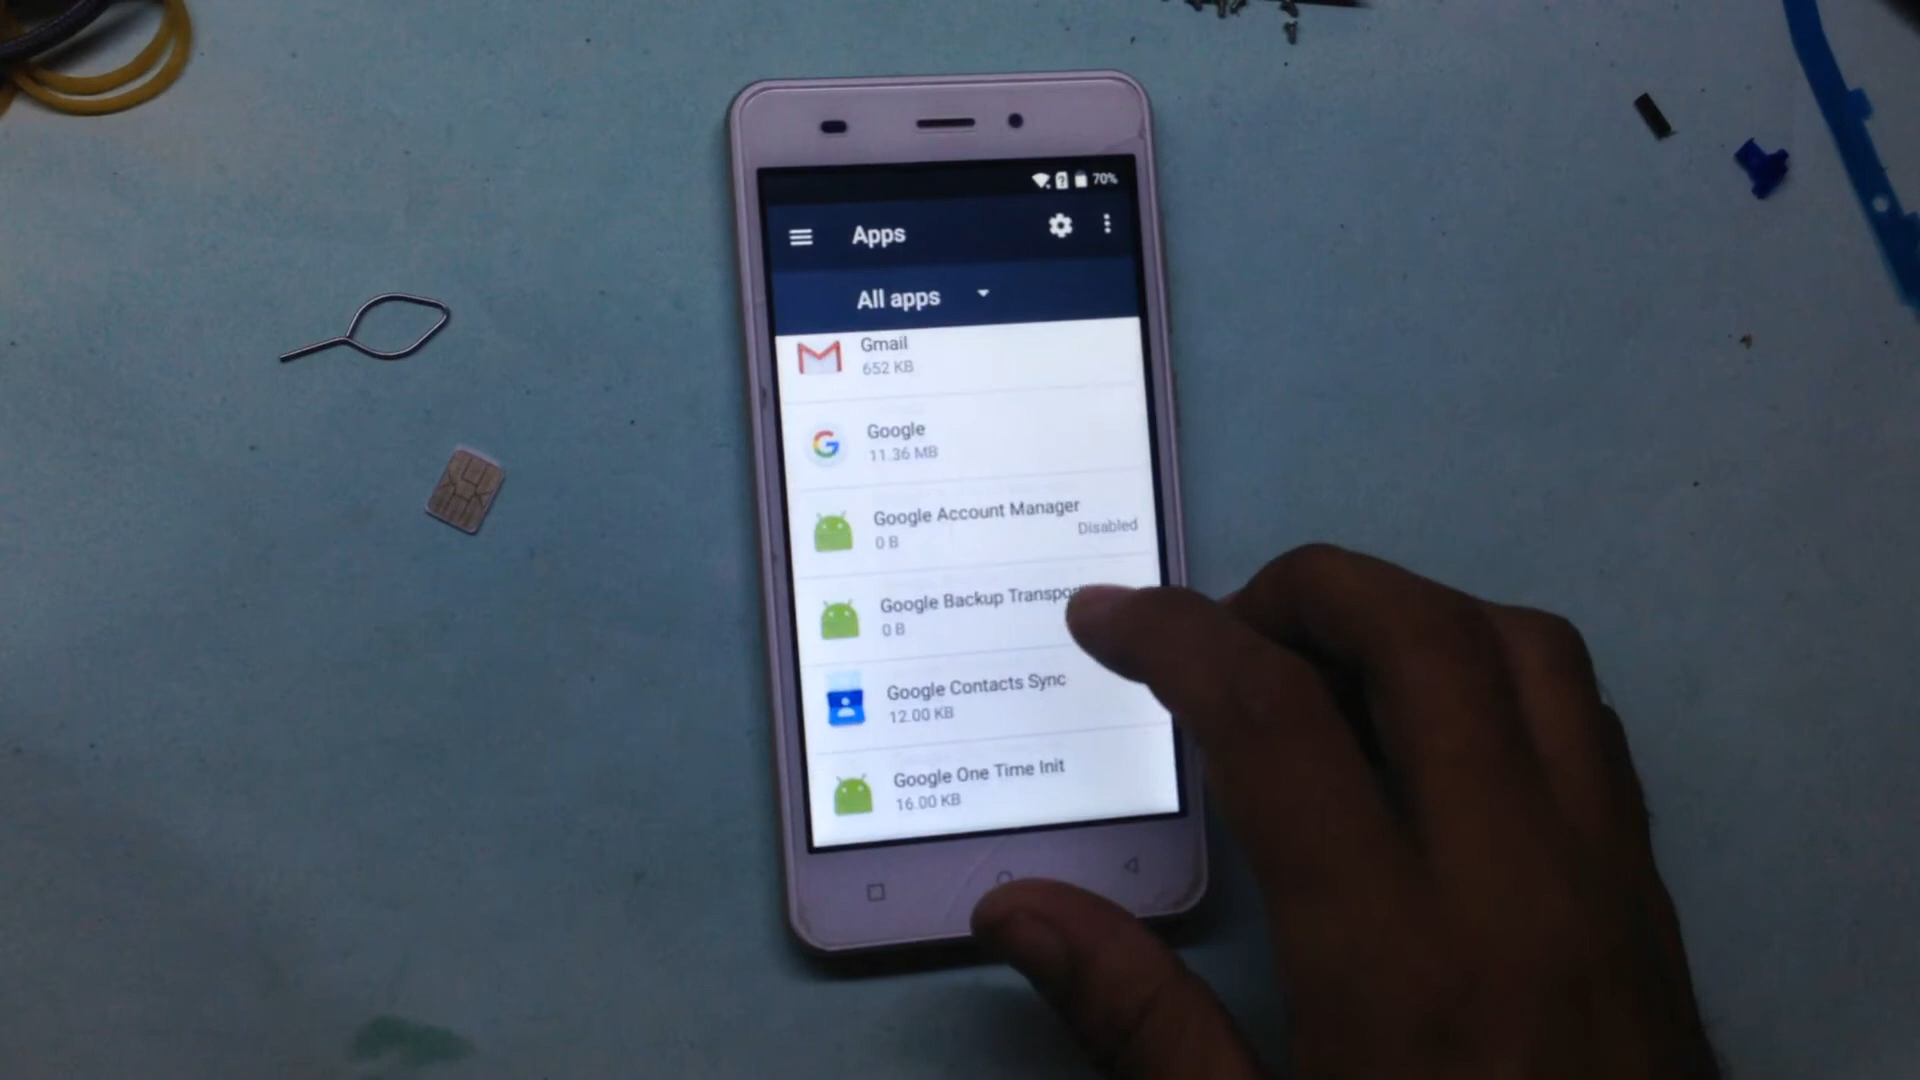 70%
Apps
All apps
Gmail
652 KB
Google
11.36 MB
Google Account Manager
0 B
Disabled
Google Backup
0 B
Google Contacts Sync
12.00 KB
Google One Time Init
16.00 KB